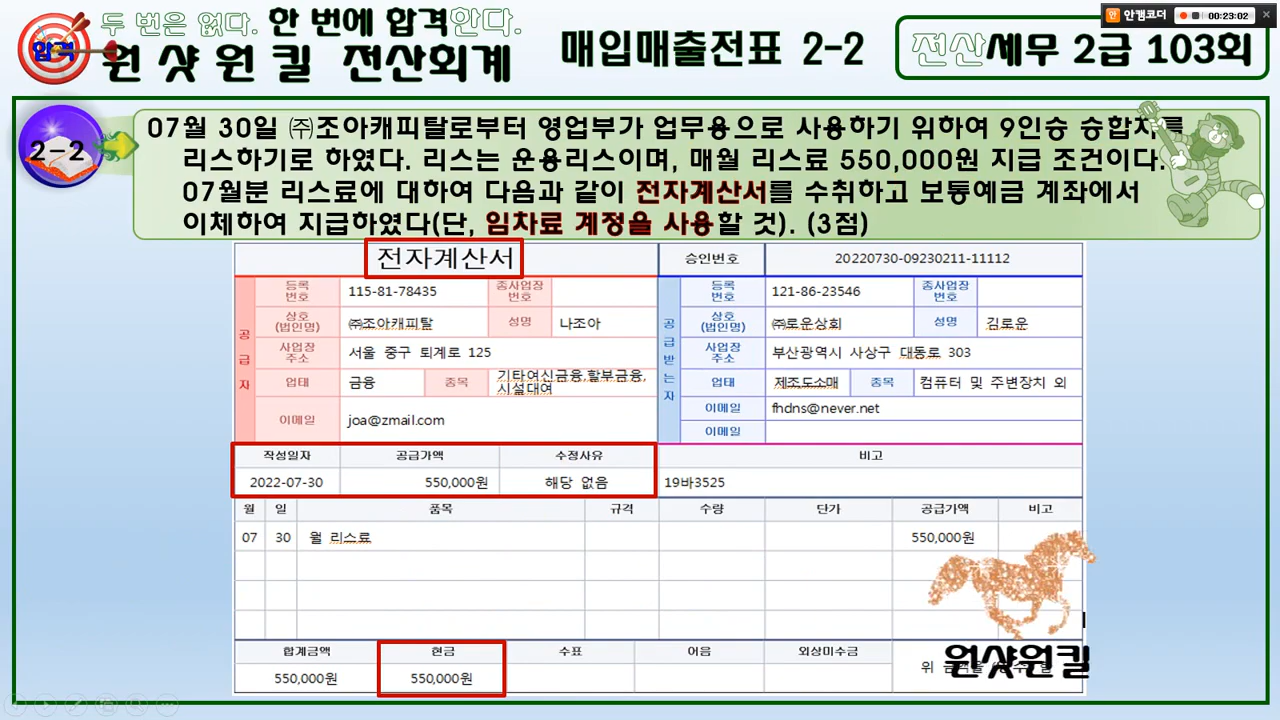 두 번은 없다. 한 번에 합격한다.
합격
원 샷 원 킬 전산회계
매입매출전표 2-2
전산세무 2급 103회
안캠코더 00:23:02
2-2
07월 30일 ㈜조아캐피탈로부터 영업부가 업무용으로 사용하기 위하여 9인승 승합차를
리스하기로 하였다. 리스는 운용리스이며, 매월 리스료 550,000원 지급 조건이다.
07월분 리스료에 대하여 다음과 같이 전자계산서를 수취하고 보통예금 계좌에서
이체하여 지급하였다(단, 임차료 계정을 사용할 것). (3점)
전자계산서 승인번호 20220730-09230211-11112
공급자
등록번호 115-81-78435 종사업장번호
상호(법인명) ㈜조아캐피탈 성명 나조아
사업장주소 서울 중구 퇴계로 125
업태 금융 종목 기타여신금융,할부금융,
시설대여
이메일 joa@zmail.com
공급받는자
등록번호 121-86-23546 종사업장번호
상호(법인명) ㈜로운상회 성명 김로운
사업장주소 부산광역시 사상구 대동로 303
업태 제조도소매 종목 컴퓨터 및 주변장치 외
이메일 fhdns@never.net
이메일
작성일자 공급가액 수정사유 비고
2022-07-30 550,000원 해당 없음 19바3525
월 일 품목 규격 수량 단가 공급가액 비고
07 30 월 리스료 550,000원
합계금액 현금 수표 어음 외상미수금
550,000원 550,000원
위 금액을
원샷원킬